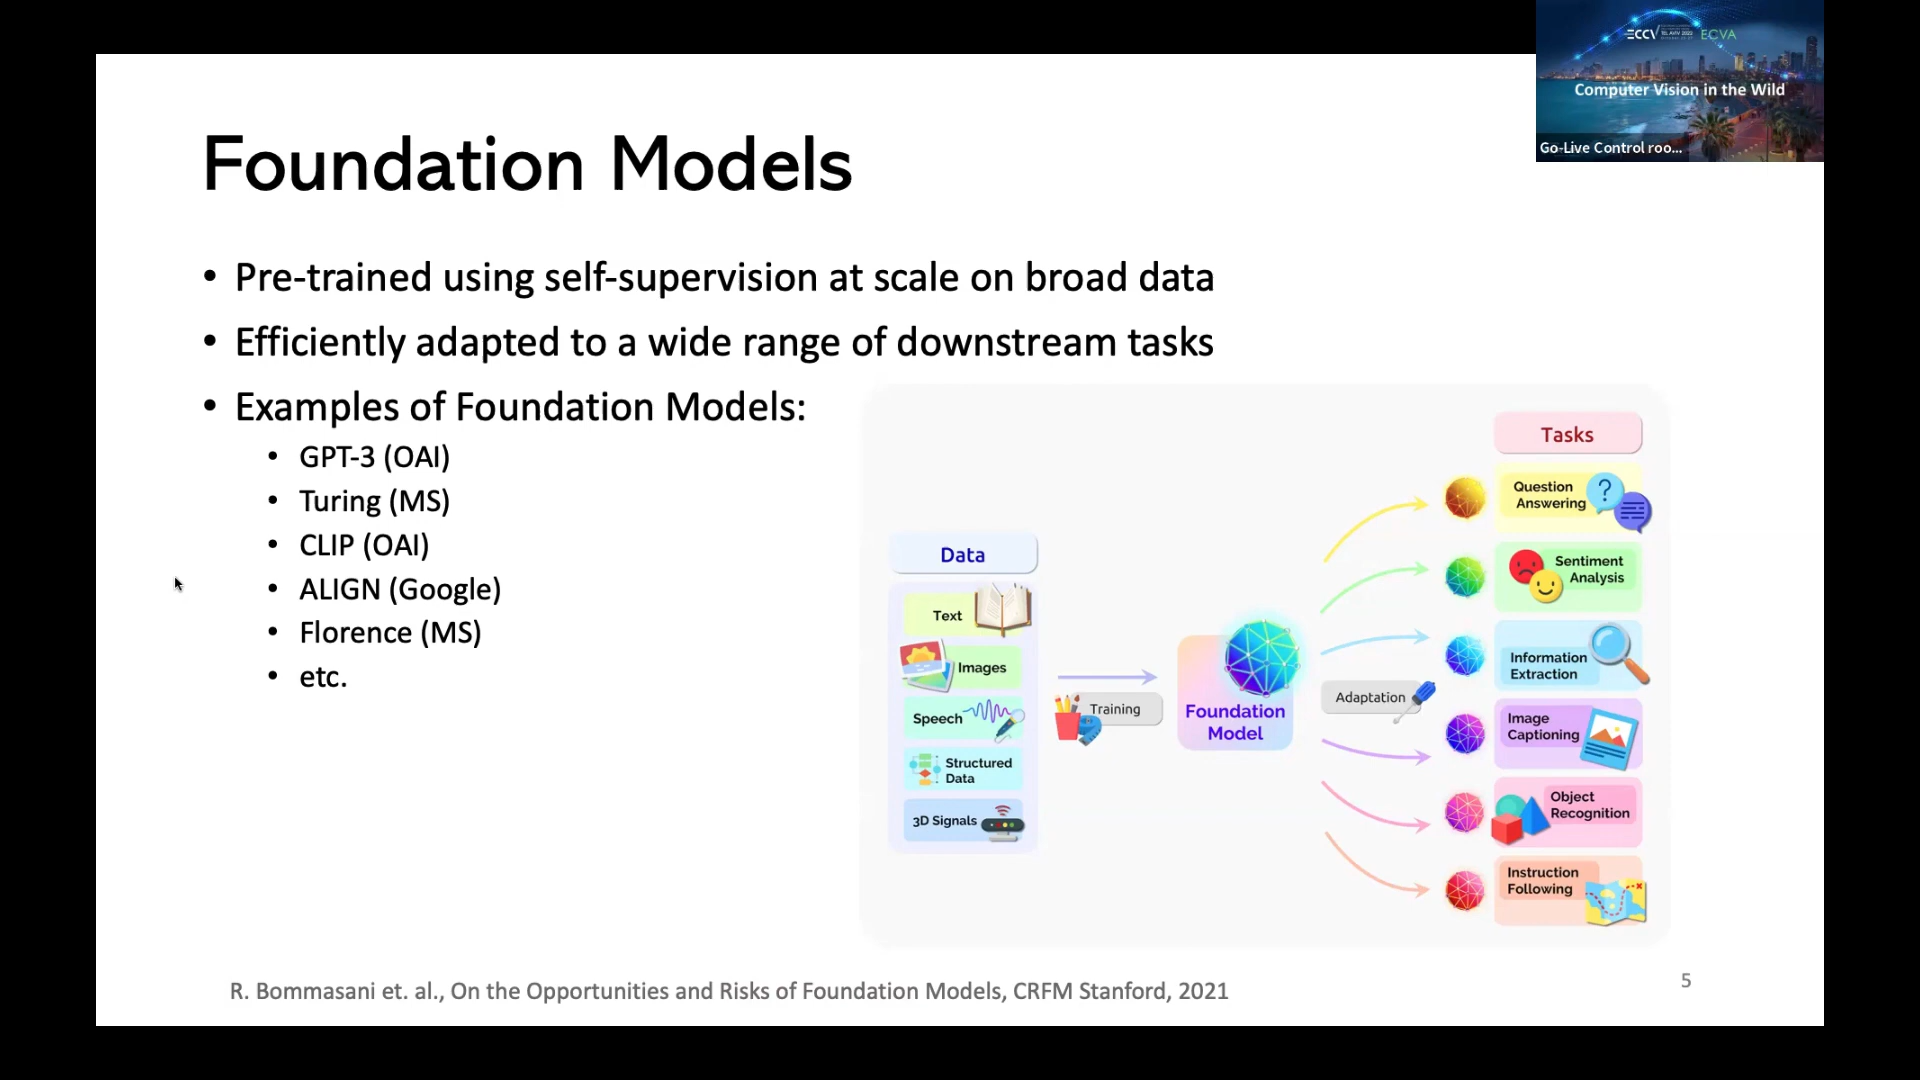 ECCV TEL AVIV 2022 ECVA
Computer Vision in the Wild
Go-Live Control roo...
Foundation Models
• Pre-trained using self-supervision at scale on broad data
• Efficiently adapted to a wide range of downstream tasks
• Examples of Foundation Models:
• GPT-3 (OAI)
• Turing (MS)
• CLIP (OAI)
• ALIGN (Google)
• Florence (MS)
• etc.
Data
Text
Images
Speech
Structured
Data
3D Signals
Training
Foundation
Model
Adaptation
Tasks
Question
Answering
?
Sentiment
Analysis
Information
Extraction
Image
Captioning
Object
Recognition
Instruction
Following
R. Bommasani et. al., On the Opportunities and Risks of Foundation Models, CRFM Stanford, 2021
5